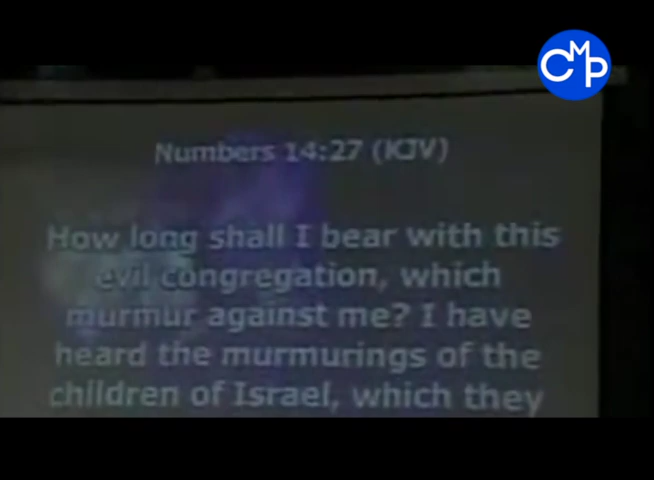 CMP
Numbers 14:27 (KJV)
How long shall I bear with this
evil congregation, which
murmur against me? I have
heard the murmurings of the
children of Israel, which they